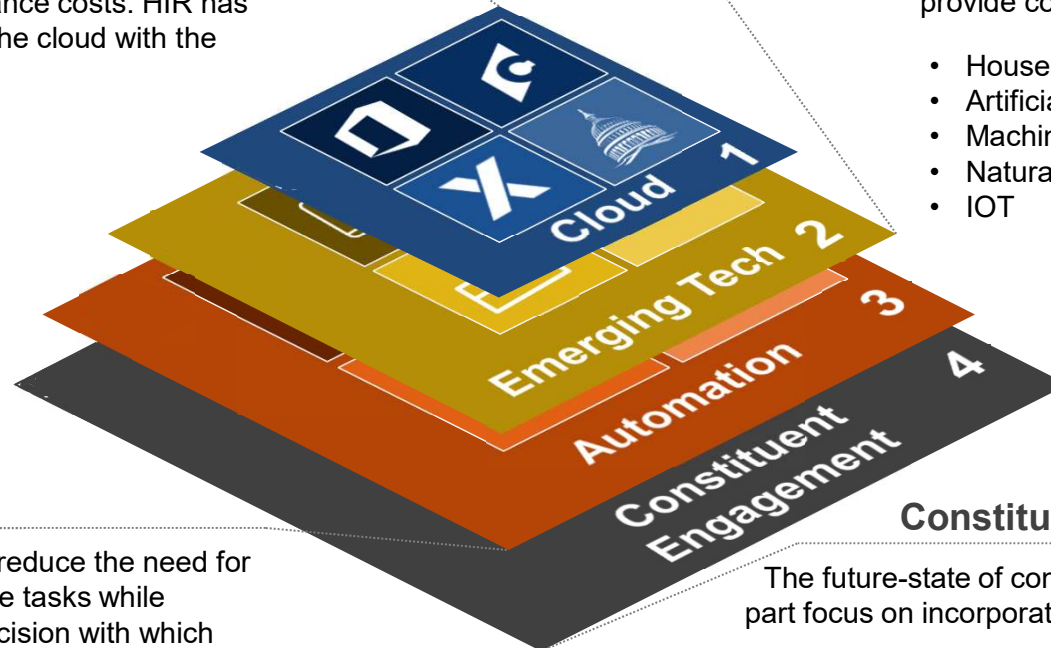 ance costs. HIR has
he cloud with the
provide co
• House
• Artificia
• Machin
• Natura
• IOT
Cloud 1
Emerging Tech 2
Automation 3
Constituent
Engagement 4
reduce the need for
e tasks while
cision with which
Constitu
The future-state of con
part focus on incorporat